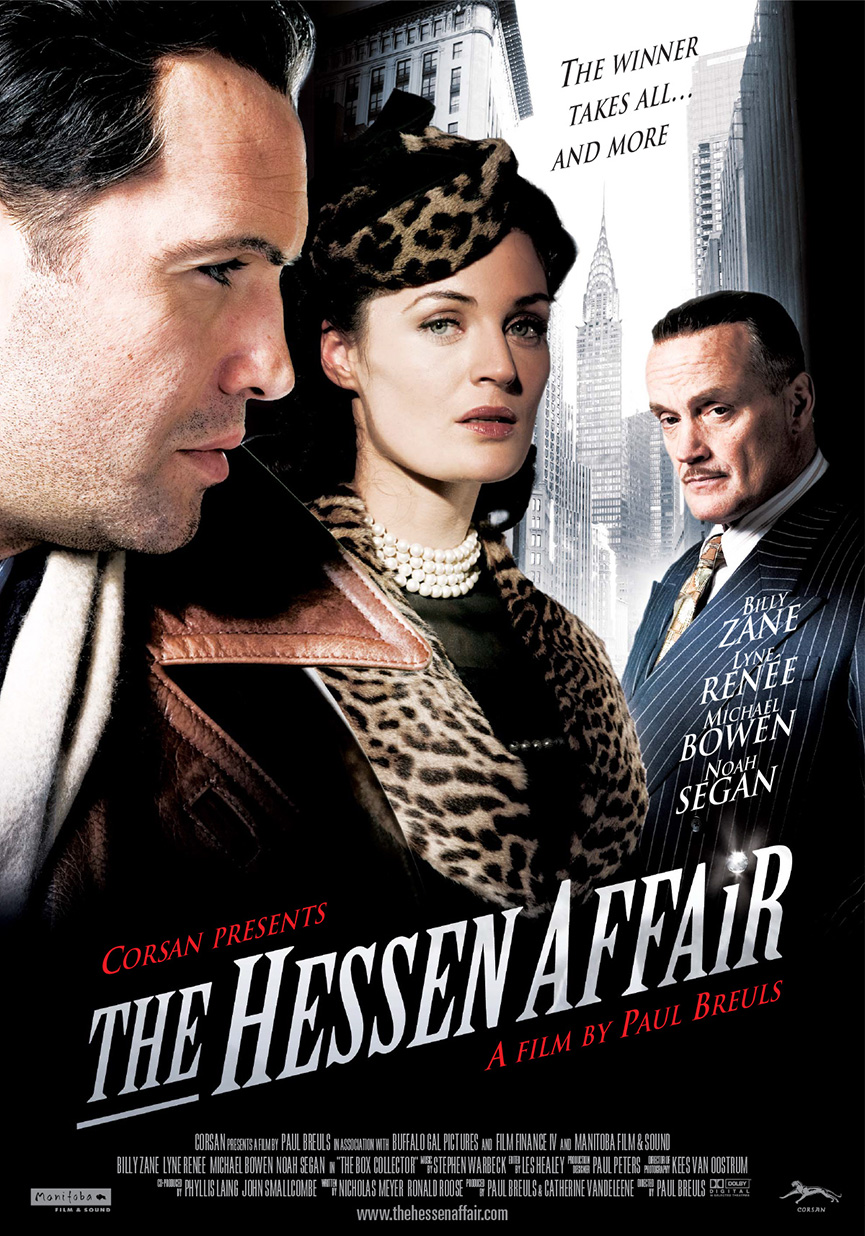 THE WINNER
TAKES ALL...
AND MORE
BILLY
ZANE
LYNE
RENÉE
MICHAEL
BOWEN
NOAH
SEGAN
CORSAN PRESENTS
THE HESSEN AFFAiR
A FILM BY PAUL BREULS
CORSAN PRESENTS A FILM BY PAUL BREULS IN ASSOCIATION WITH BUFFALO GAL PICTURES AND FILM FINANCE IV AND MANITOBA FILM & SOUND
BILLY ZANE LYNE RENEE MICHAEL BOWEN NOAH SEGAN IN "THE BOX COLLECTOR" MUSIC BY STEPHEN WARBECK EDITED BY LES HEALEY PRODUCTION DESIGNER PAUL PETERS DIRECTOR OF PHOTOGRAPHY KEES VAN OOSTRUM
CO-PRODUCED BY PHYLLIS LAING JOHN SMALLCOMBE WRITTEN BY NICHOLAS MEYER RONALD ROOSE PRODUCED BY PAUL BREULS & CATHERINE VANDELEENE DIRECTED BY PAUL BREULS DOLBY DIGITAL
Manitoba
FILM & SOUND
www.thehessenaffair.com
CORSAN